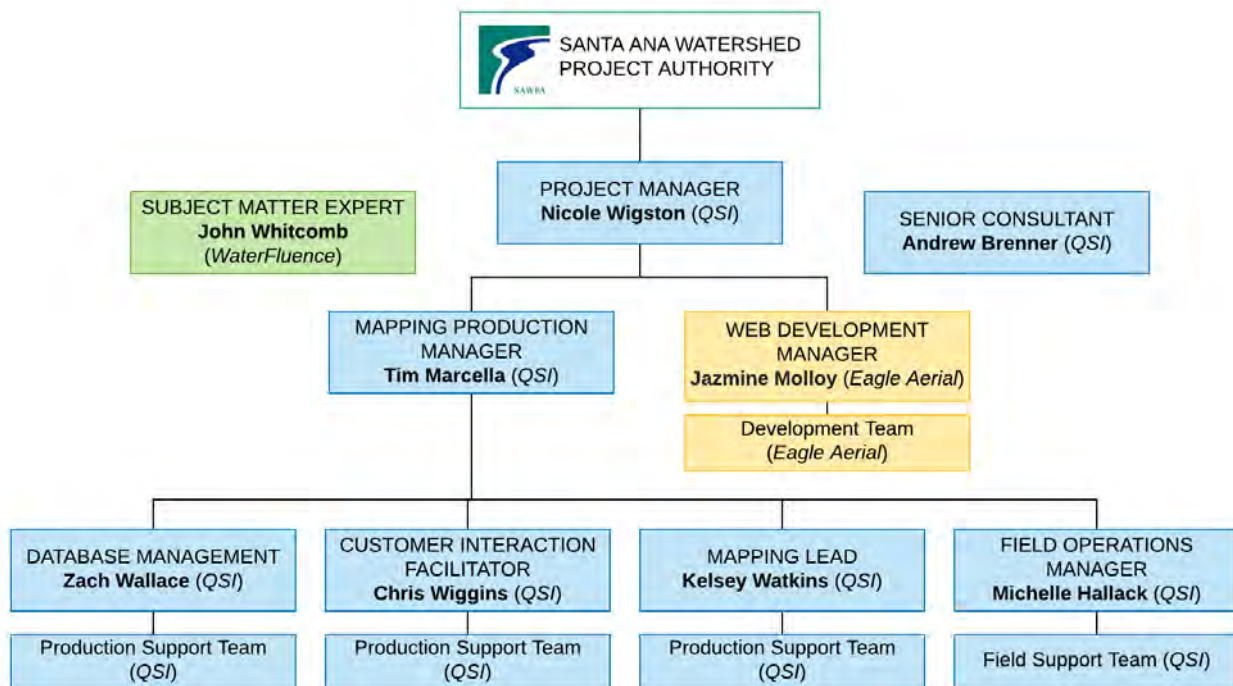 SANTA ANA WATERSHED
PROJECT AUTHORITY
SAWPA
PROJECT MANAGER
Nicole Wigston (QSI)
SUBJECT MATTER EXPERT
John Whitcomb
(WaterFluence)
SENIOR CONSULTANT
Andrew Brenner (QSI)
MAPPING PRODUCTION
MANAGER
Tim Marcella (QSI)
WEB DEVELOPMENT
MANAGER
Jazmine Molloy (Eagle Aerial)
Development Team
(Eagle Aerial)
DATABASE MANAGEMENT
Zach Wallace (QSI)
CUSTOMER INTERACTION
FACILITATOR
Chris Wiggins (QSI)
MAPPING LEAD
Kelsey Watkins (QSI)
FIELD OPERATIONS
MANAGER
Michelle Hallack (QSI)
Production Support Team
(QSI)
Production Support Team
(QSI)
Production Support Team
(QSI)
Field Support Team (QSI)